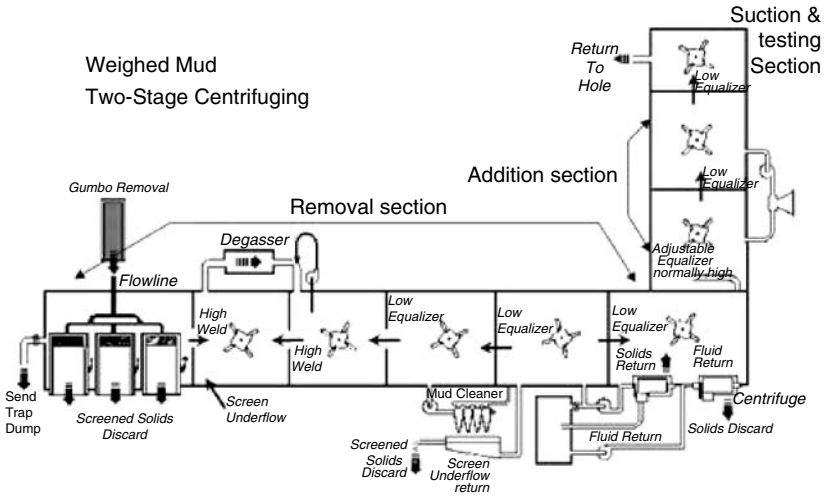 Weighed Mud
Two-Stage Centrifuging
Suction &
testing
Section
Return
To
Hole
Low
Equalizer
Addition section
Low
Equalizer
Gumbo Removal
Removal section
Degasser
Adjustable
Equalizer
normally high
Flowline
High
Weld
High
Weld
Low
Equalizer
Low
Equalizer
Low
Equalizer
Solids
Return
Fluid
Return
Send
Trap
Dump
Screened Solids
Discard
Screen
Underflow
Mud Cleaner
Screened
Solids
Discard
Screen
Underflow
return
Fluid Return
Centrifuge
Solids Discard